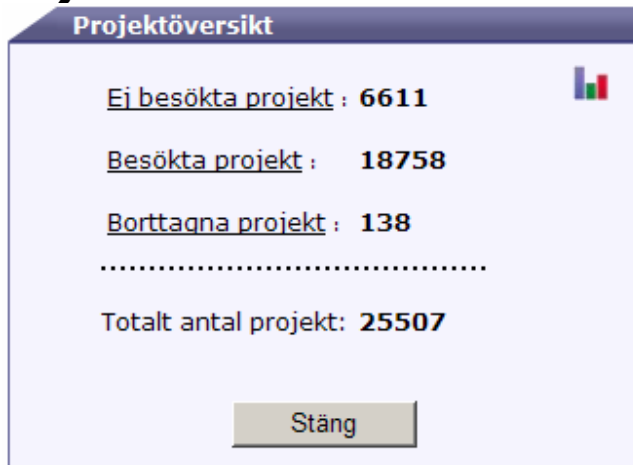 Projektöversikt
Ej besökta projekt : 6611
Besökta projekt : 18758
Borttagna projekt : 138
Totalt antal projekt: 25507
Stäng